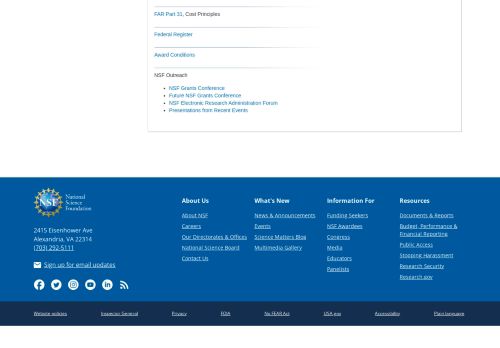 FAR Part 31, Cost Principles
Federal Register
Award Conditions
NSF Outreach
NSF Grants Conference
Future NSF Grants Conference
NSF Electronic Research Administration Forum
Presentations from Recent Events
NSF
National
Science
Foundation
2415 Eisenhower Ave
Alexandria, VA 22314
(703) 292-5111
Sign up for email updates
About Us
About NSF
Careers
Our Directorates & Offices
National Science Board
Contact Us
What's New
News & Announcements
Events
Science Matters Blog
Multimedia Gallery
Information For
Funding Seekers
NSF Awardees
Congress
Media
Educators
Panelists
Resources
Documents & Reports
Budget, Performance &
Financial Reporting
Public Access
Stopping Harassment
Research Security
Research.gov
Website policies
Inspector General
Privacy
FOIA
No FEAR Act
USA.gov
Accessibility
Plain language